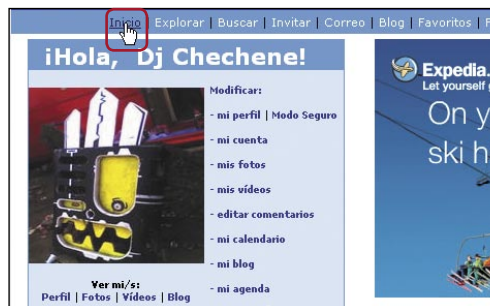 Inicio | Explorar | Buscar | Invitar | Correo | Blog | Favoritos |
¡Hola, Dj Chechene!
Modificar:
- mi perfil | Modo Seguro
- mi cuenta
- mis fotos
- mis vídeos
- editar comentarios
- mi calendario
- mi blog
- mi agenda
Ver mi/s:
Perfil | Fotos | Vídeos | Blog
Expedia.
Let yourself
On y
ski h